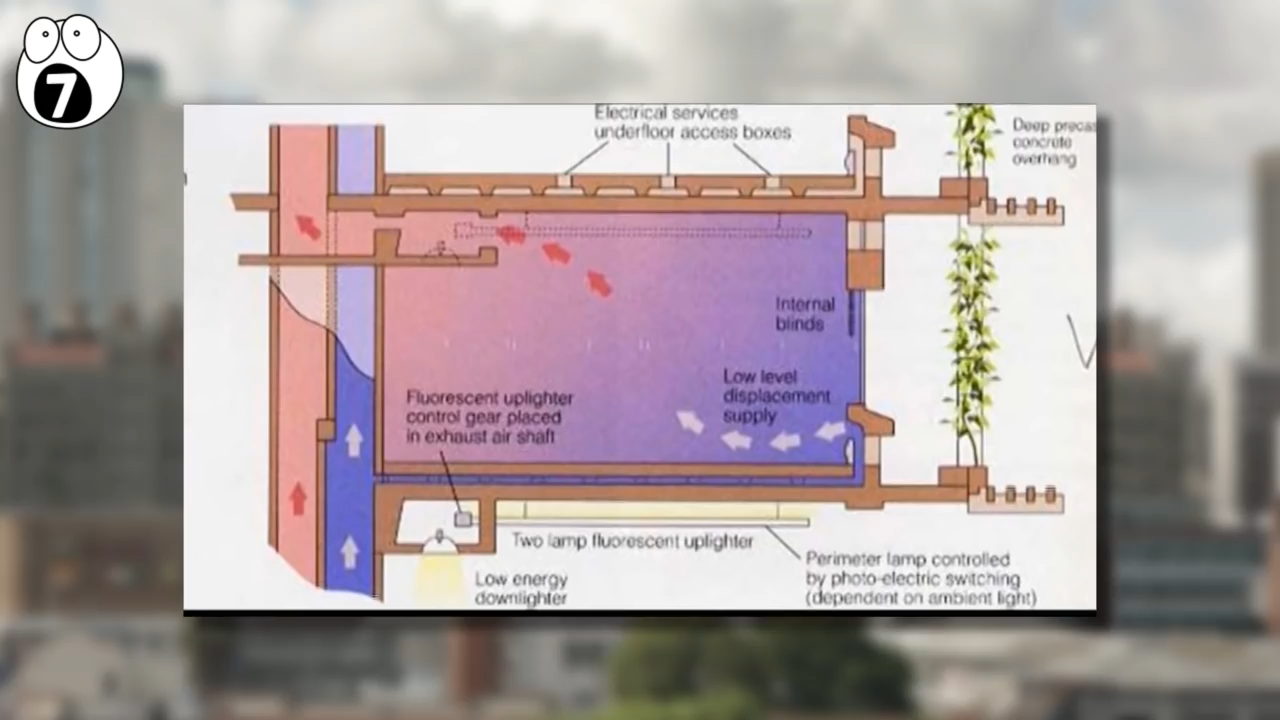 7
Electrical services
underfloor access boxes
Deep precas
concrete
overhang
Internal
blinds
Low level
displacement
supply
Fluorescent uplighter
control gear placed
in exhaust air shaft
Two lamp fluorescent uplighter
Low energy
downlighter
Perimeter lamp controlled
by photo-electric switching
(dependent on ambient light)